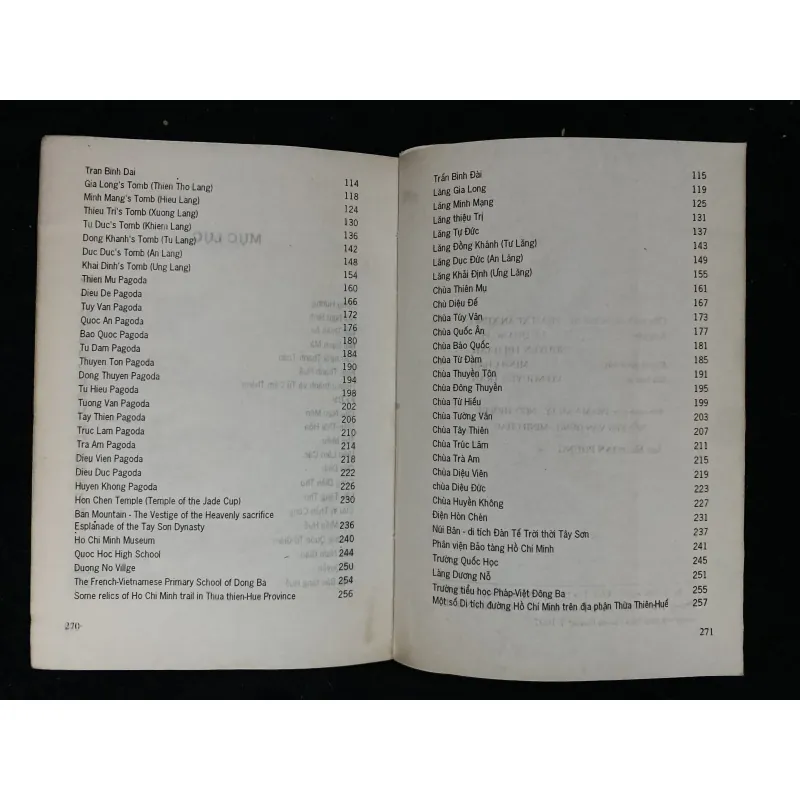 Tran Binh Dai 114
Gia Long's Tomb (Thien Tho Lang) 118
Minh Mang's Tomb (Hieu Lang) 124
Thieu Tri's Tomb (Xuong Lang) 130
Tu Duc's Tomb (Khiem Lang) 136
Dong Khanh's Tomb (Tu Lang) 142
Duc Duc's Tomb (An Lang) 148
Khai Dinh's Tomb (Ung Lang) 154
Thien Mu Pagoda 160
Dieu De Pagoda 166
Tuy Van Pagoda 172
Quoc An Pagoda 176
Bao Quoc Pagoda 180
Tu Dam Pagoda 184
Thuyen Ton Pagoda 190
Dong Thuyen Pagoda 194
Tu Hieu Pagoda 198
Tuong Van Pagoda 202
Tay Thien Pagoda 206
Truc Lam Pagoda 210
Tra Am Pagoda 214
Dieu Vien Pagoda 218
Dieu Duc Pagoda 222
Huyen Khong Pagoda 226
Hon Chen Temple (Temple of the Jade Cup) 230
Ban Mountain - The Vestige of the Heavenly sacrifice
Esplanade of the Tay Son Dynasty 236
Ho Chi Minh Museum 240
Quoc Hoc High School 244
Duong No Villge 250
The French-Vietnamese Primary School of Dong Ba 254
Some relics of Ho Chi Minh trail in Thua thien-Hue Province 256
270
Trấn Bình Đài 115
Lăng Gia Long 119
Lăng Minh Mạng 125
Lăng thiệu Trị 131
Lăng Tự Đức 137
Lăng Đồng Khánh (Tư Lăng) 143
Lăng Dục Đức (An Lăng) 149
Lăng Khải Định (Ứng Lăng) 155
Chùa Thiên Mụ 161
Chù Diệu Đế 167
Chùa Túy Vân 173
Chùa Quốc Ân 177
Chùa Báo Quốc 181
Chùa Từ Đàm 185
Chùa Thuyền Tôn 191
Chùa Đông Thuyền 195
Chùa Từ Hiếu 199
Chùa Tường Vân 203
Chùa Tây Thiên 207
Chùa Trúc Lâm 211
Chùa Trà Am 215
Chùa Diệu Viên 219
chùa Diệu Đức 223
Chùa Huyền Không 227
Điện Hòn Chén 231
Núi Bân - di tích Đàn Tế Trời thời Tây Sơn 237
Phân viện Bảo tàng Hồ Chí Minh 241
Trường Quốc Học 245
Làng Dương Nỗ 251
Trường tiểu học Pháp-Việt Đông Ba 255
Một số Di tích đường Hồ Chí Minh trên địa phận Thừa Thiên-Huế 257
271